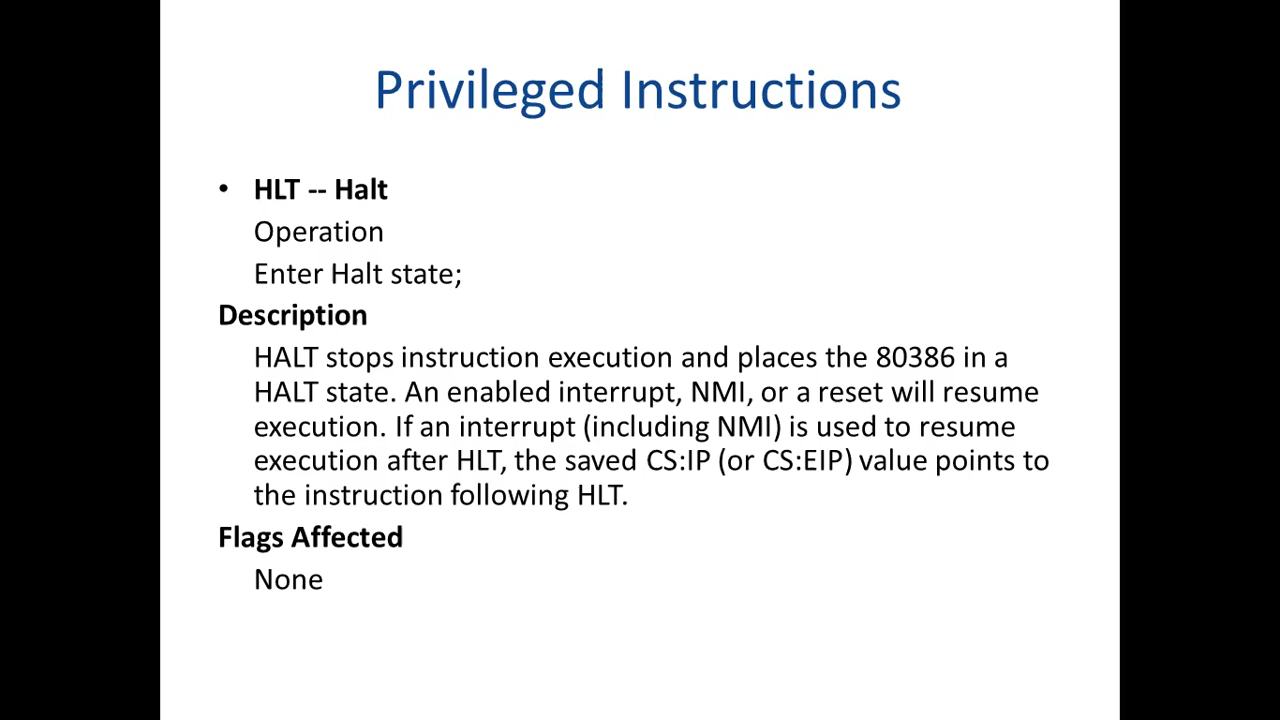 Privileged Instructions
• HLT -- Halt
Operation
Enter Halt state;
Description
HALT stops instruction execution and places the 80386 in a
HALT state. An enabled interrupt, NMI, or a reset will resume
execution. If an interrupt (including NMI) is used to resume
execution after HLT, the saved CS:IP (or CS:EIP) value points to
the instruction following HLT.
Flags Affected
None